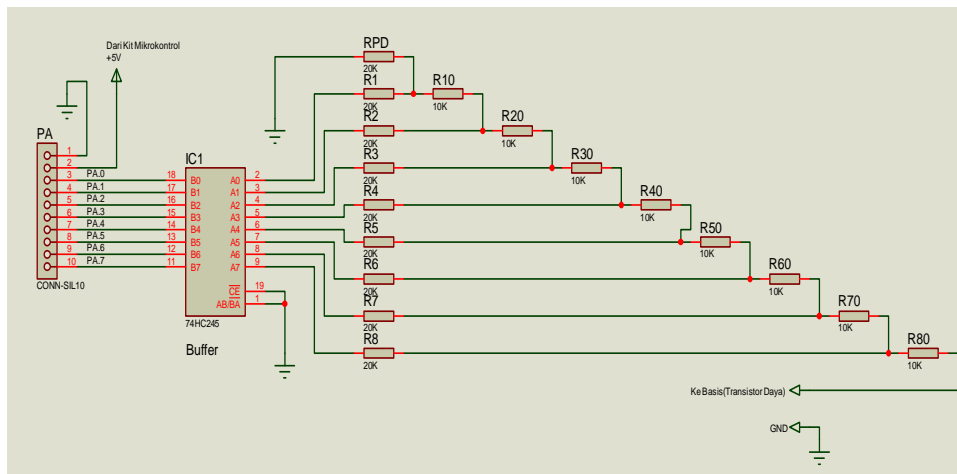 Dari Kit Mikrokontrol
+5V
PA
1
2
3
4
5
6
7
8
9
10
PA.0
PA.1
PA.2
PA.3
PA.4
PA.5
PA.6
PA.7
CONN-SIL10
IC1
18 B0 A0 2
17 B1 A1 3
16 B2 A2 4
15 B3 A3 5
14 B4 A4 6
13 B5 A5 7
12 B6 A6 8
11 B7 A7 9
CE 19
AB/BA 1
74HC245
Buffer
RPD
20K
R1
20K
R2
20K
R3
20K
R4
20K
R5
20K
R6
20K
R7
20K
R8
20K
R10
10K
R20
10K
R30
10K
R40
10K
R50
10K
R60
10K
R70
10K
R80
10K
Ke Basis(Transistor Daya)
GND